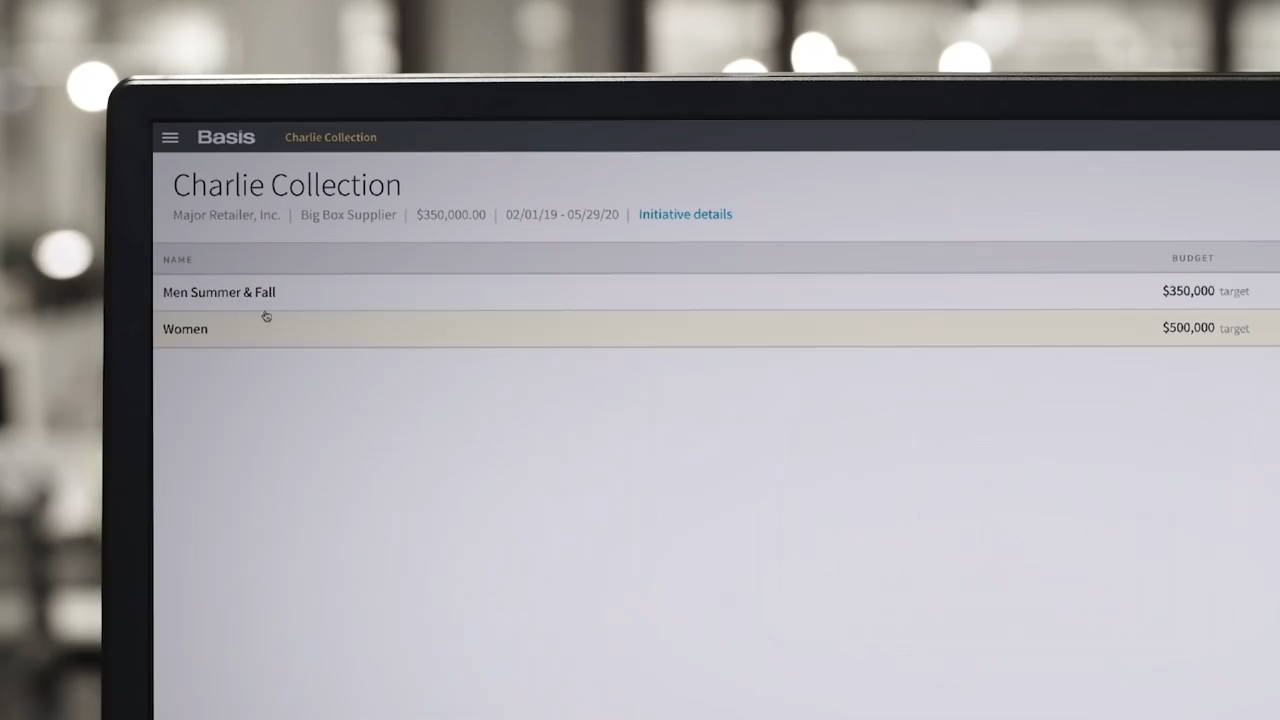 Basis Charlie Collection
Charlie Collection
Major Retailer, Inc. | Big Box Supplier | $350,000.00 | 02/01/19 - 05/29/20 | Initiative details
NAME BUDGET
Men Summer & Fall $350,000 target
Women $500,000 target